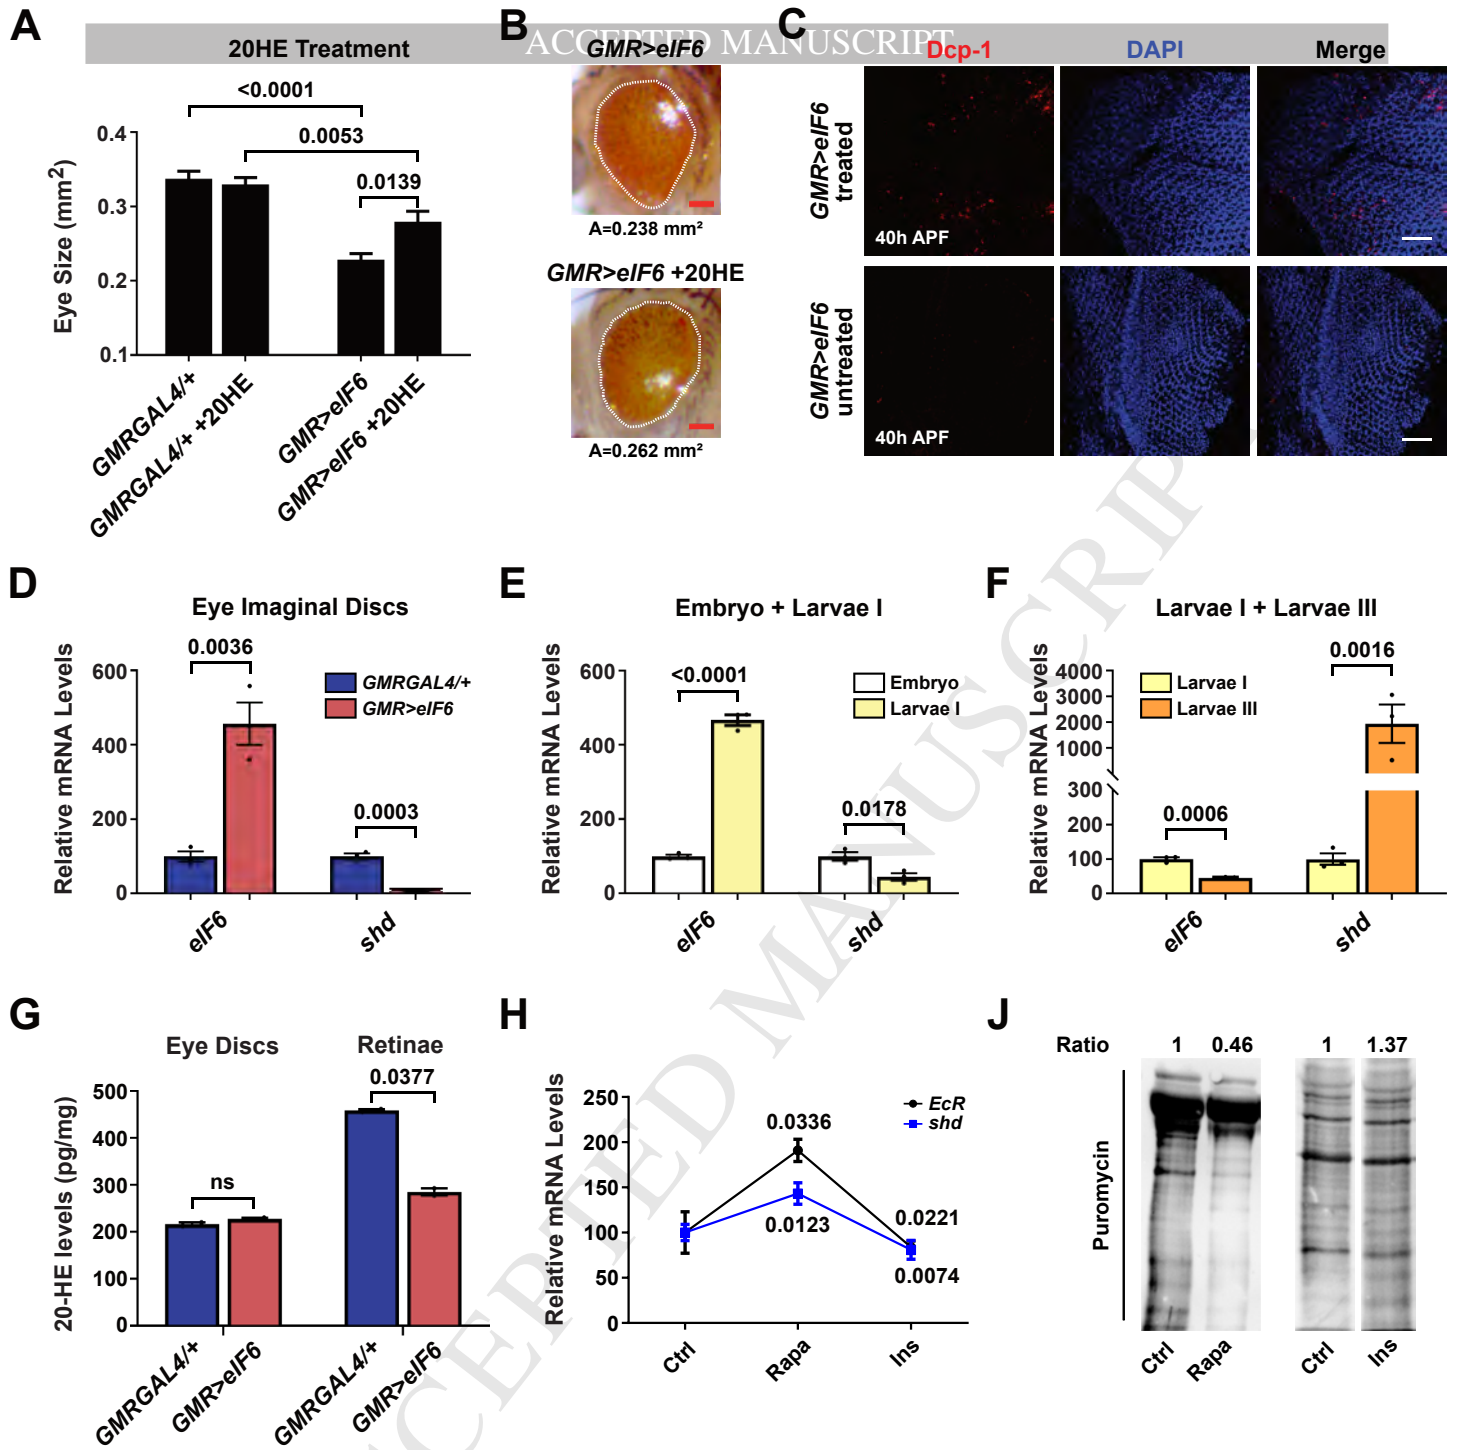 ACCEPTED MANUSCRIPT
A
20HE Treatment
<0.0001
0.0053
0.0139
Eye Size (mm²)
0.4
0.3
0.2
0.1
GMRGAL4/+
GMRGAL4/+ +20HE
GMR>eIF6
GMR>eIF6 +20HE
B
GMR>eIF6
A=0.238 mm²
GMR>eIF6 +20HE
A=0.262 mm²
C
Dcp-1
DAPI
Merge
GMR>eIF6
treated
40h APF
GMR>eIF6
untreated
40h APF
D
Eye Imaginal Discs
Relative mRNA Levels
600
400
200
0
0.0036
0.0003
GMRGAL4/+
GMR>eIF6
eIF6
shd
E
Embryo + Larvae I
Relative mRNA Levels
600
400
200
0
<0.0001
0.0178
Embryo
Larvae I
eIF6
shd
F
Larvae I + Larvae III
Relative mRNA Levels
4000
3000
2000
1000
300
200
100
0
0.0006
0.0016
Larvae I
Larvae III
eIF6
shd
G
Eye Discs
Retinae
20-HE levels (pg/mg)
500
400
300
200
100
0
ns
0.0377
GMRGAL4/+
GMR>eIF6
GMRGAL4/+
GMR>eIF6
H
Relative mRNA Levels
250
200
150
100
50
0
EcR
shd
0.0336
0.0123
0.0221
0.0074
Ctrl
Rapa
Ins
J
Ratio
1
0.46
1
1.37
Puromycin
Ctrl
Rapa
Ctrl
Ins
ACCEPTED MANUSCRIPT